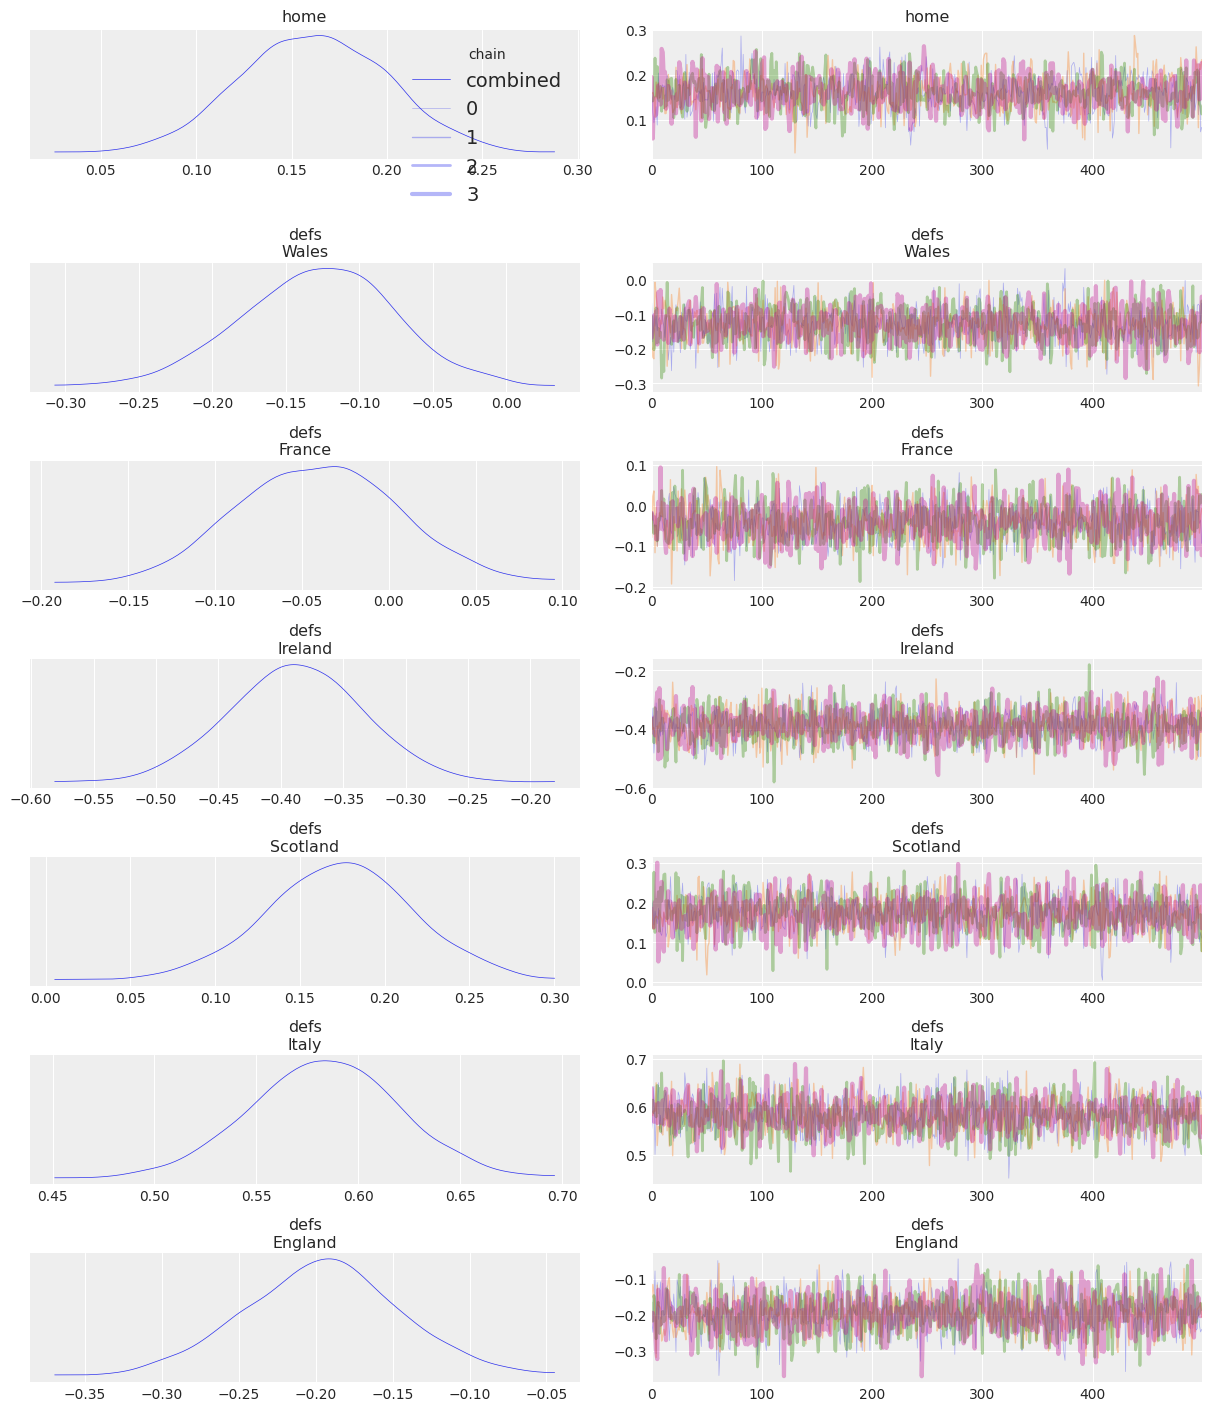 home
home
chain
combined
0
1
2
3
0.05 0.10 0.15 0.20 0.25 0.30
0.3
0.2
0.1
0 100 200 300 400
defs
Wales
defs
Wales
−0.30 −0.25 −0.20 −0.15 −0.10 −0.05 0.00
0.0
−0.1
−0.2
−0.3
0 100 200 300 400
defs
France
defs
France
−0.20 −0.15 −0.10 −0.05 0.00 0.05 0.10
0.1
0.0
−0.1
−0.2
0 100 200 300 400
defs
Ireland
defs
Ireland
−0.60 −0.55 −0.50 −0.45 −0.40 −0.35 −0.30 −0.25 −0.20
−0.2
−0.4
−0.6
0 100 200 300 400
defs
Scotland
defs
Scotland
0.00 0.05 0.10 0.15 0.20 0.25 0.30
0.3
0.2
0.1
0.0
0 100 200 300 400
defs
Italy
defs
Italy
0.45 0.50 0.55 0.60 0.65 0.70
0.7
0.6
0.5
0 100 200 300 400
defs
England
defs
England
−0.35 −0.30 −0.25 −0.20 −0.15 −0.10 −0.05
−0.1
−0.2
−0.3
0 100 200 300 400